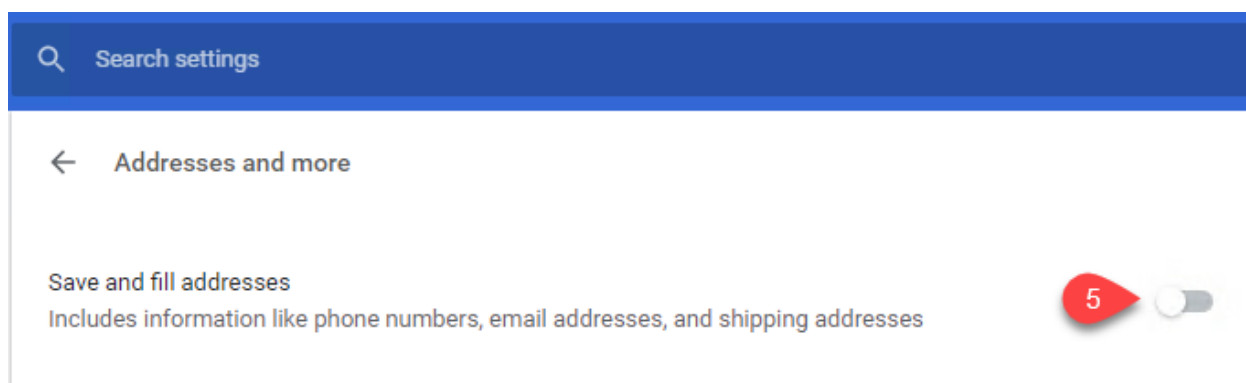 Search settings
Addresses and more
Save and fill addresses
Includes information like phone numbers, email addresses, and shipping addresses
5